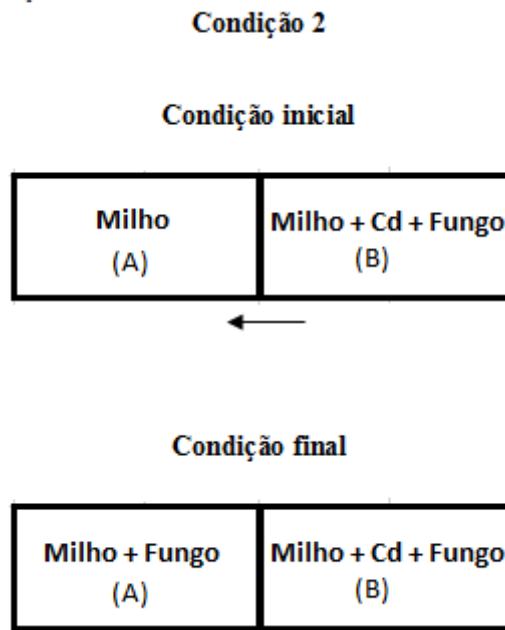 Condição 2
Condição inicial
Milho
(A)
Milho + Cd + Fungo
(B)
Condição final
Milho + Fungo
(A)
Milho + Cd + Fungo
(B)